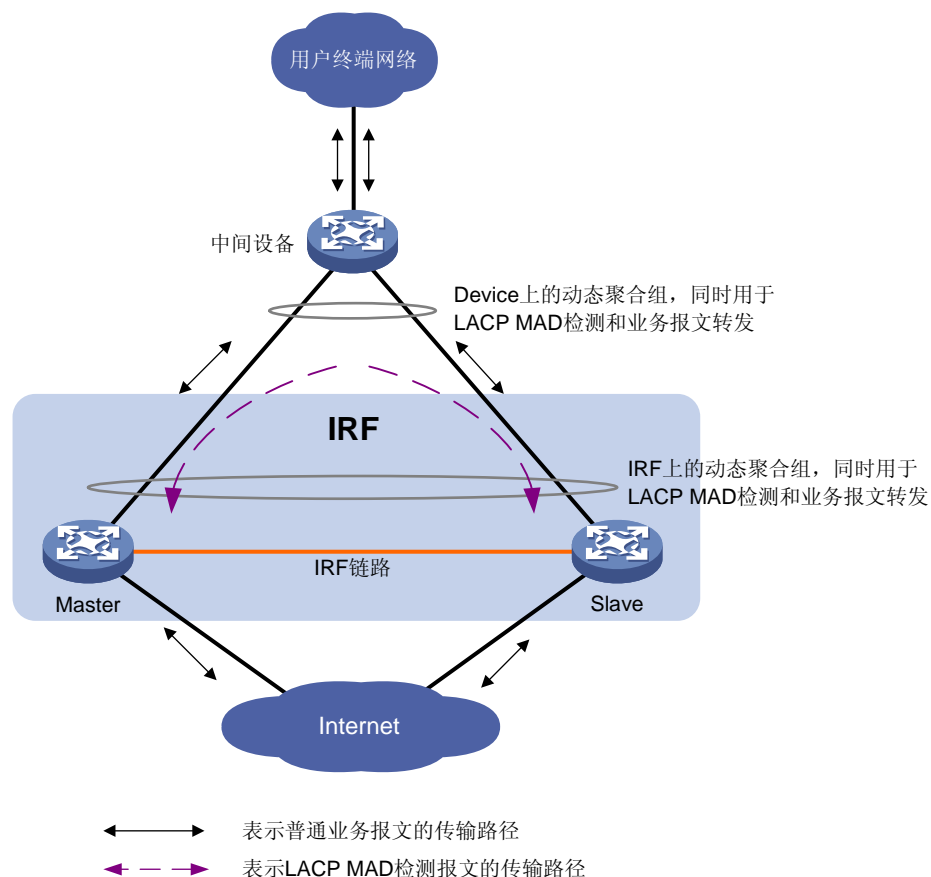 用户终端网络
中间设备
Device上的动态聚合组，同时用于
LACP MAD检测和业务报文转发
IRF
IRF上的动态聚合组，同时用于
LACP MAD检测和业务报文转发
IRF链路
Master
Slave
Internet
表示普通业务报文的传输路径
表示LACP MAD检测报文的传输路径